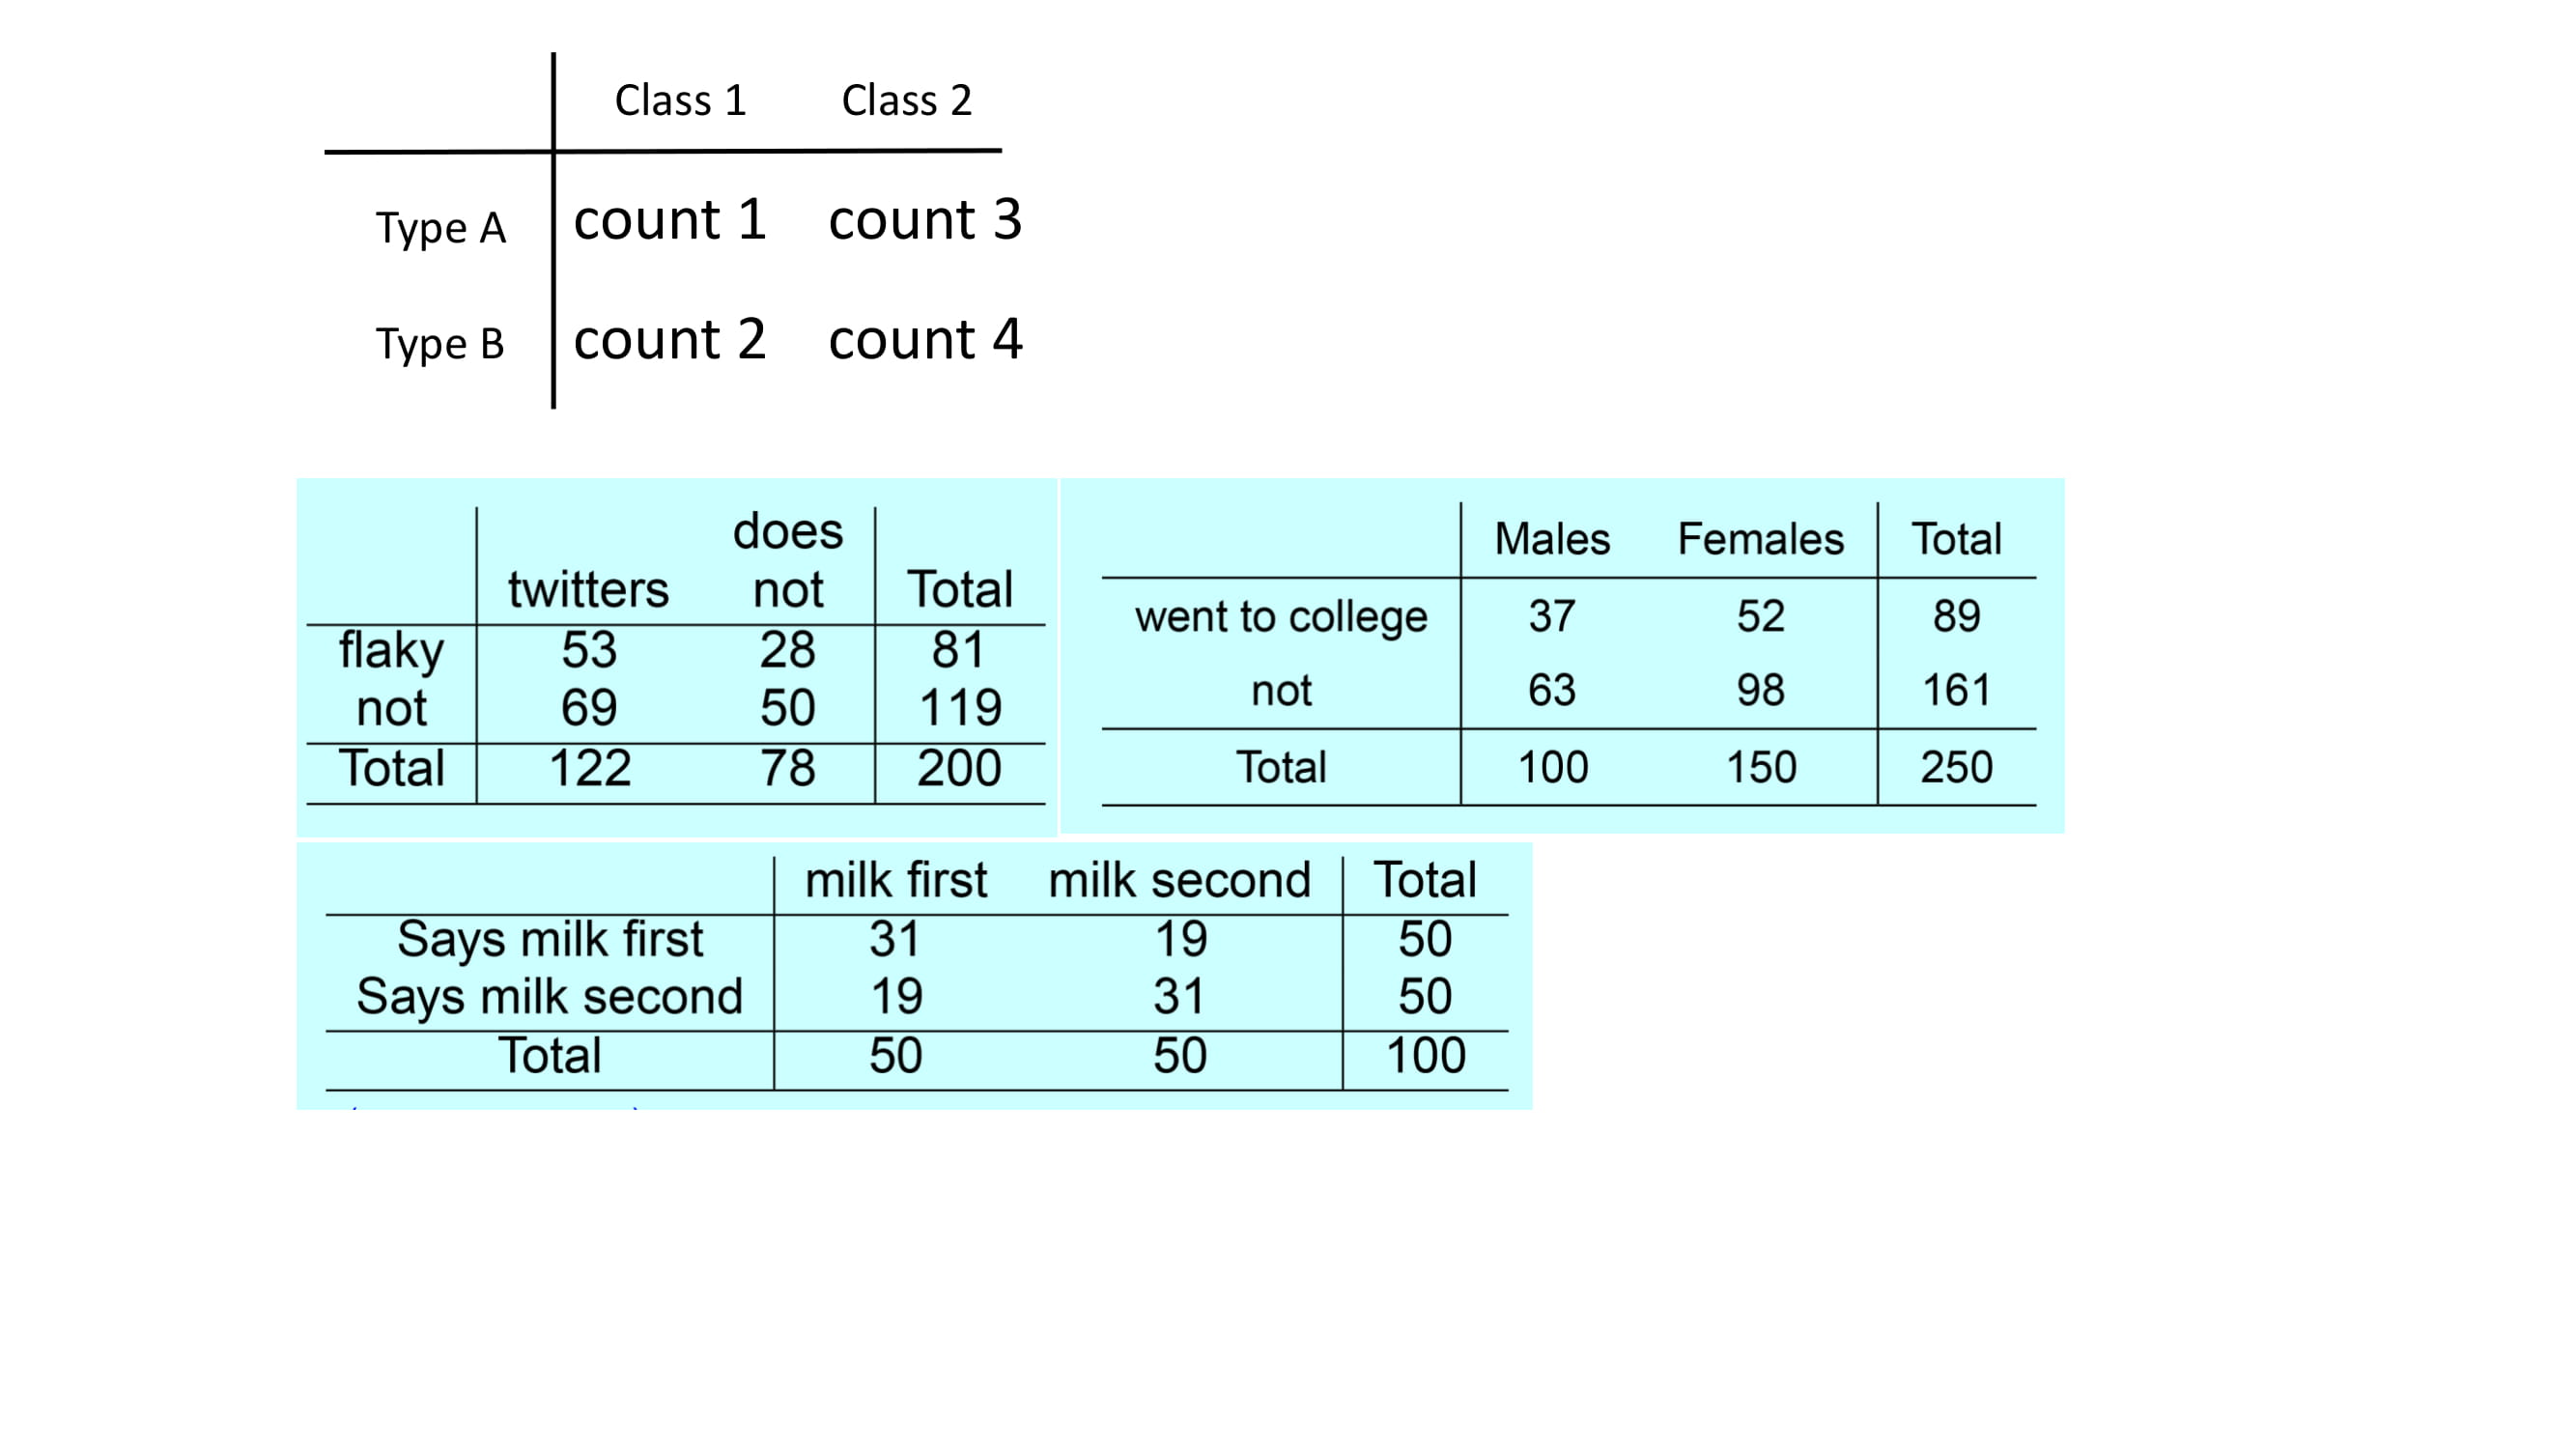 Class 1 Class 2
Type A count 1 count 3
Type B count 2 count 4
does
twitters not Total
flaky 53 28 81
not 69 50 119
Total 122 78 200
Males Females Total
went to college 37 52 89
not 63 98 161
Total 100 150 250
milk first milk second Total
Says milk first 31 19 50
Says milk second 19 31 50
Total 50 50 100